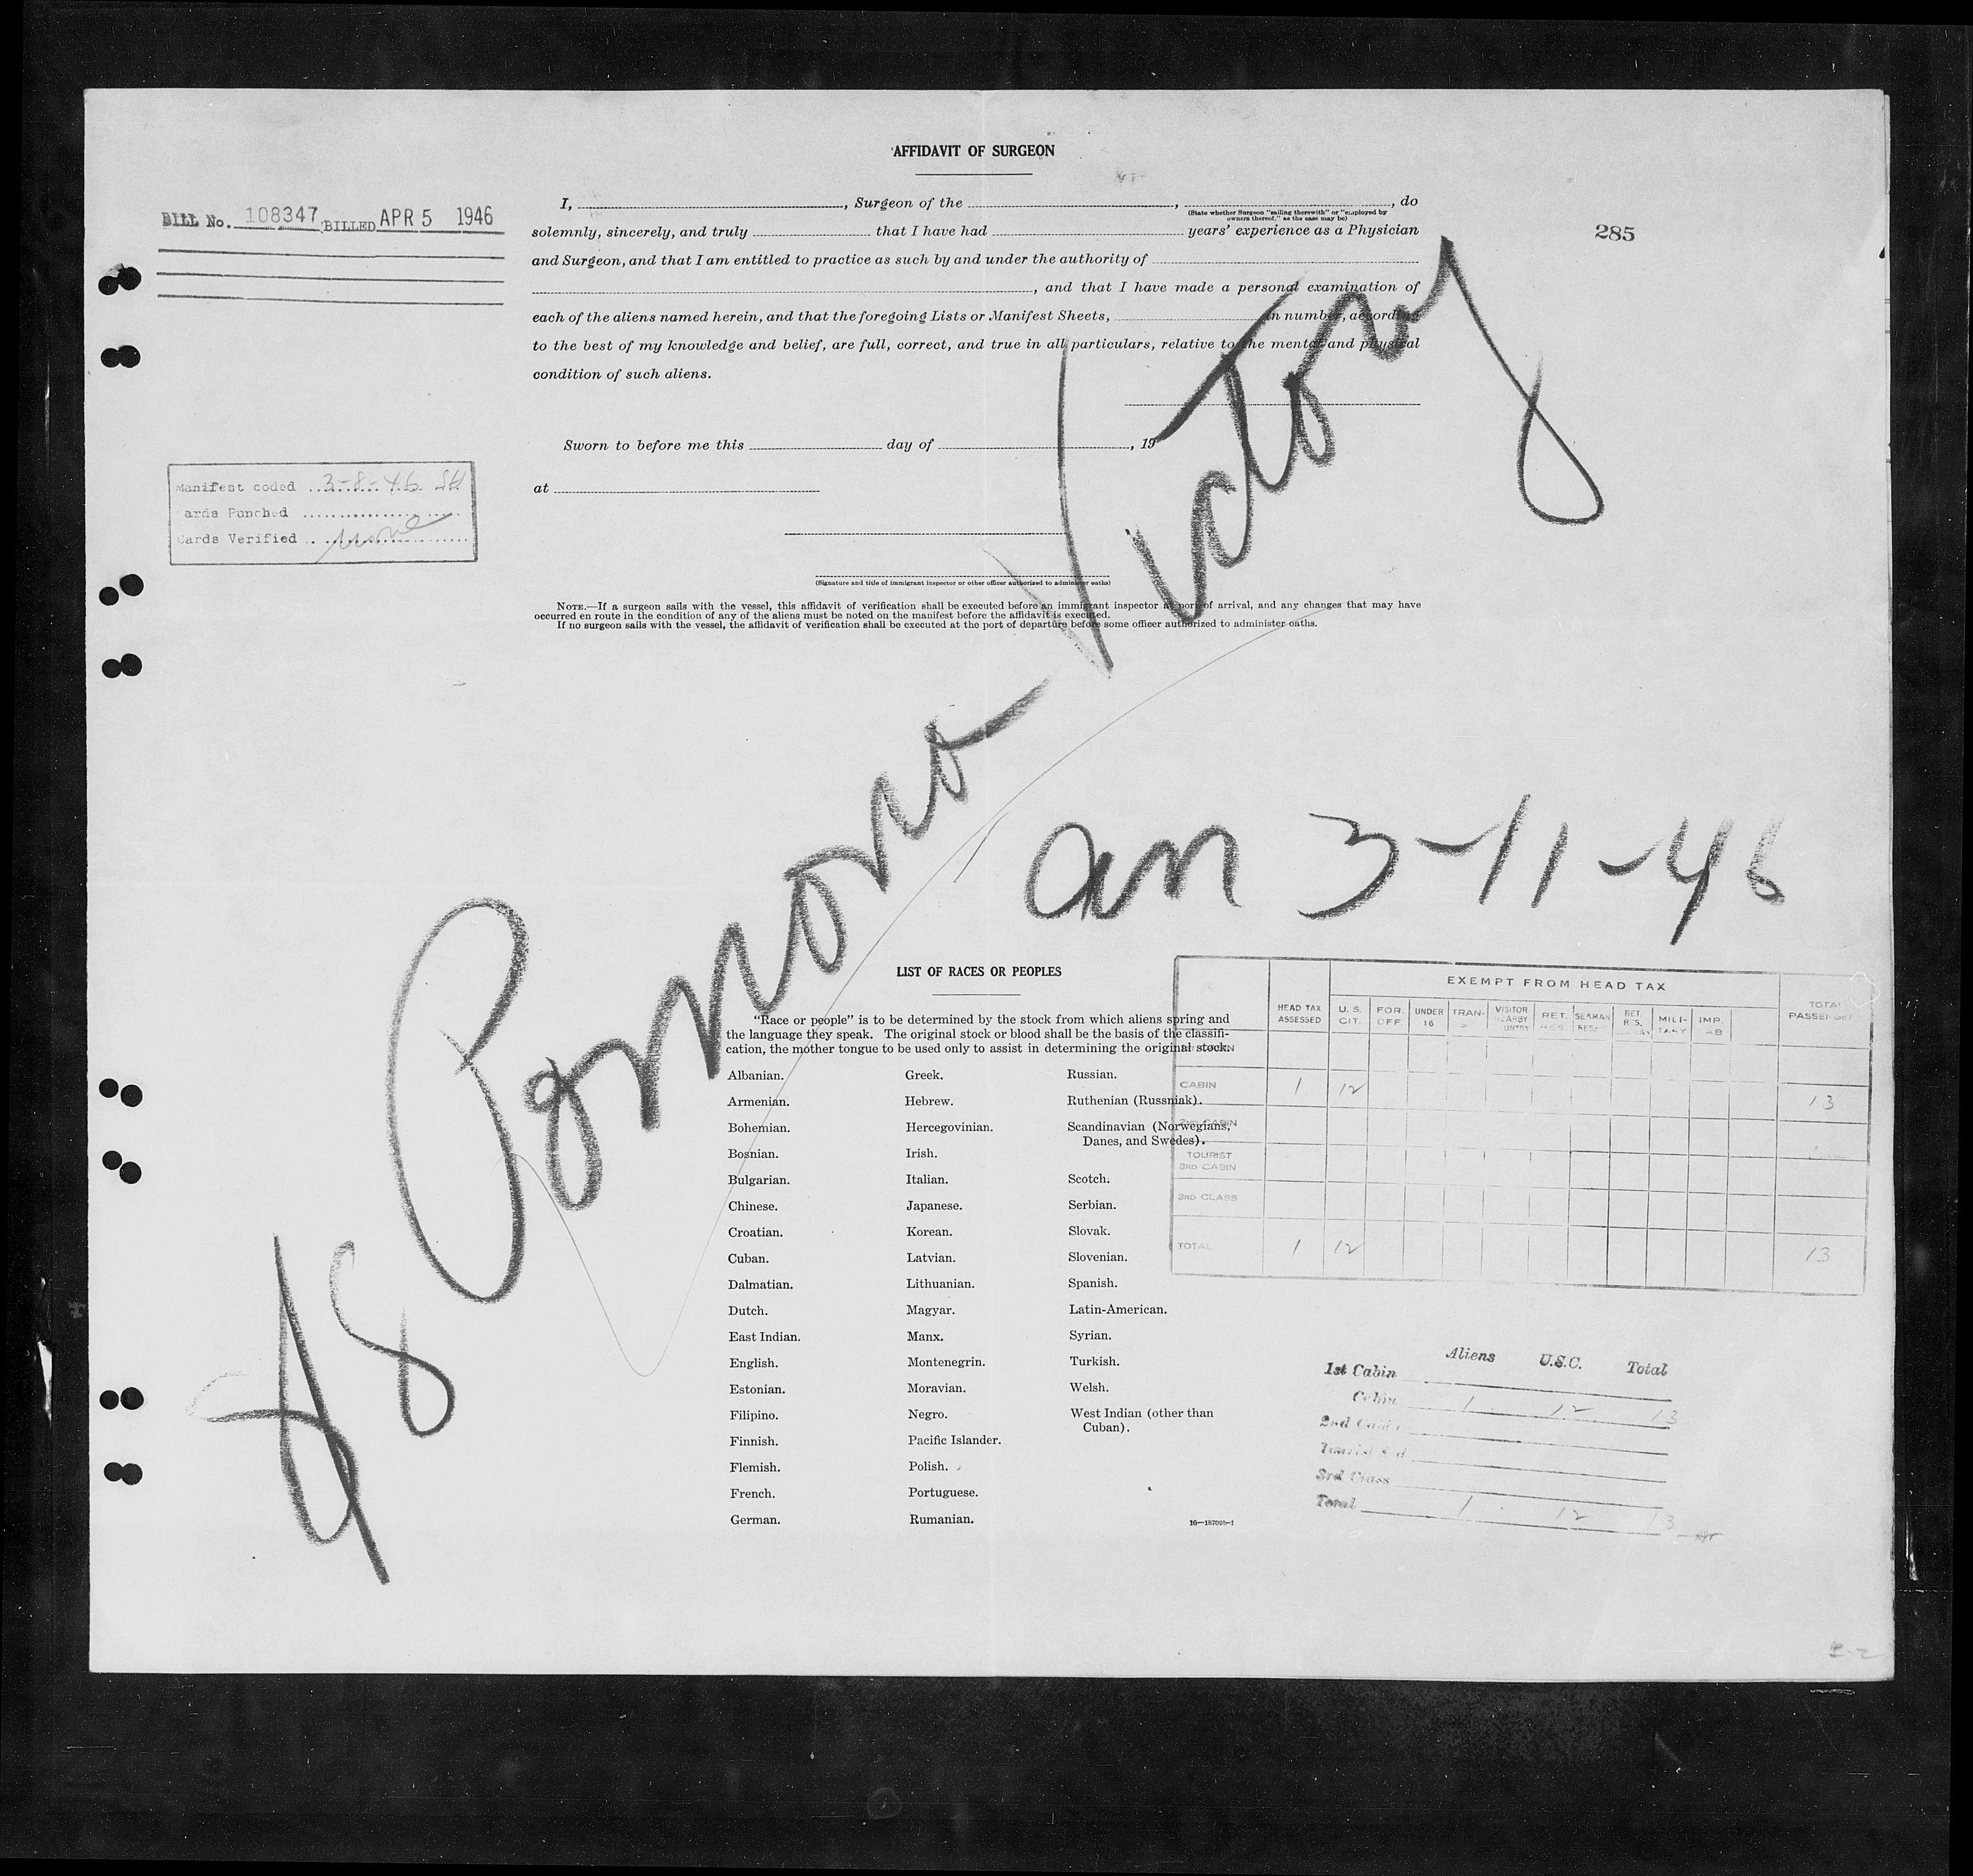 AFFIDAVIT OF SURGEON
BILL No. 108347 BILLED APR 5 1946
285
I, , Surgeon of the , , do
(State whether Surgeon "sailing therewith" or "employed by owners thereof," as the case may be)
solemnly, sincerely, and truly that I have had years' experience as a Physician
and Surgeon, and that I am entitled to practice as such by and under the authority of
, and that I have made a personal examination of
each of the aliens named herein, and that the foregoing Lists or Manifest Sheets, in number, according
to the best of my knowledge and belief, are full, correct, and true in all particulars, relative to the mental and physical
condition of such aliens.
Sworn to before me this day of , 19
at
Manifest coded 3-8-46
ards Punched
Cards Verified
(Signature and title of immigrant inspector or other officer authorized to administer oaths)
NOTE.—If a surgeon sails with the vessel, this affidavit of verification shall be executed before an immigrant inspector at port of arrival, and any changes that may have
occurred en route in the condition of any of the aliens must be noted on the manifest before the affidavit is executed.
If no surgeon sails with the vessel, the affidavit of verification shall be executed at the port of departure before some officer authorized to administer oaths.
Pomona Victory
arr 3-11-46
LIST OF RACES OR PEOPLES
"Race or people" is to be determined by the stock from which aliens spring and
the language they speak. The original stock or blood shall be the basis of the classifi-
cation, the mother tongue to be used only to assist in determining the original stock.
Albanian.
Armenian.
Bohemian.
Bosnian.
Bulgarian.
Chinese.
Croatian.
Cuban.
Dalmatian.
Dutch.
East Indian.
English.
Estonian.
Filipino.
Finnish.
Flemish.
French.
German.
Greek.
Hebrew.
Hercegovinian.
Irish.
Italian.
Japanese.
Korean.
Latvian.
Lithuanian.
Magyar.
Manx.
Montenegrin.
Moravian.
Negro.
Pacific Islander.
Polish.
Portuguese.
Rumanian.
Russian.
Ruthenian (Russniak).
Scandinavian (Norwegians,
Danes, and Swedes).
Scotch.
Serbian.
Slovak.
Slovenian.
Spanish.
Latin-American.
Syrian.
Turkish.
Welsh.
West Indian (other than
Cuban).
16—18709b-1
EXEMPT FROM HEAD TAX
HEAD TAX ASSESSED U. S. CIT. FOR. OFF. UNDER 16 TRAN- VISITOR RET. RES. SEAMAN RET. RES. MILI-TARY IMP. TOTAL PASSENGER
CABIN 1 12 13
TOURIST
3RD CABIN
3RD CLASS
TOTAL 1 12 13
Aliens U.S.C. Total
1st Cabin
Cabin 1 12 13
2nd Cabin
3rd Class
Total 1 12 13